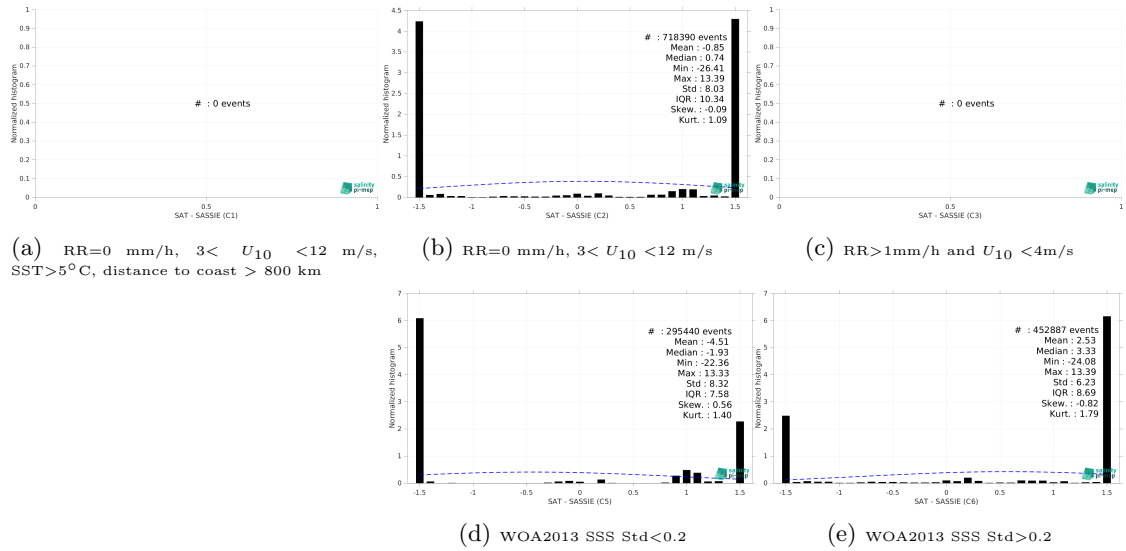 1
0.9
0.8
0.7
0.6
0.5
0.4
0.3
0.2
0.1
0
Normalized histogram
# : 0 events
salinity
pi-mep
0 0.5 1
SAT - SASSIE (C1)
4.5
4
3.5
3
2.5
2
1.5
1
0.5
0
Normalized histogram
# : 718390 events
Mean : -0.85
Median : 0.74
Min : -26.41
Max : 13.39
Std : 8.03
IQR : 10.34
Skew. : -0.09
Kurt. : 1.09
salinity
pi-mep
-1.5 -1 -0.5 0 0.5 1 1.5
SAT - SASSIE (C2)
1
0.9
0.8
0.7
0.6
0.5
0.4
0.3
0.2
0.1
0
Normalized histogram
# : 0 events
salinity
pi-mep
0 0.5 1
SAT - SASSIE (C3)
(a) RR=0 mm/h, 3< U10 <12 m/s,
SST>5°C, distance to coast > 800 km
(b) RR=0 mm/h, 3< U10 <12 m/s
(c) RR>1mm/h and U10 <4m/s
7
6
5
4
3
2
1
0
Normalized histogram
# : 295440 events
Mean : -4.51
Median : -1.93
Min : -22.36
Max : 13.33
Std : 8.32
IQR : 7.58
Skew. : 0.56
Kurt. : 1.40
salinity
pi-mep
-1.5 -1 -0.5 0 0.5 1 1.5
SAT - SASSIE (C5)
7
6
5
4
3
2
1
0
Normalized histogram
# : 452887 events
Mean : 2.53
Median : 3.33
Min : -24.08
Max : 13.39
Std : 6.23
IQR : 8.69
Skew. : -0.82
Kurt. : 1.79
salinity
pi-mep
-1.5 -1 -0.5 0 0.5 1 1.5
SAT - SASSIE (C6)
(d) WOA2013 SSS Std<0.2
(e) WOA2013 SSS Std>0.2